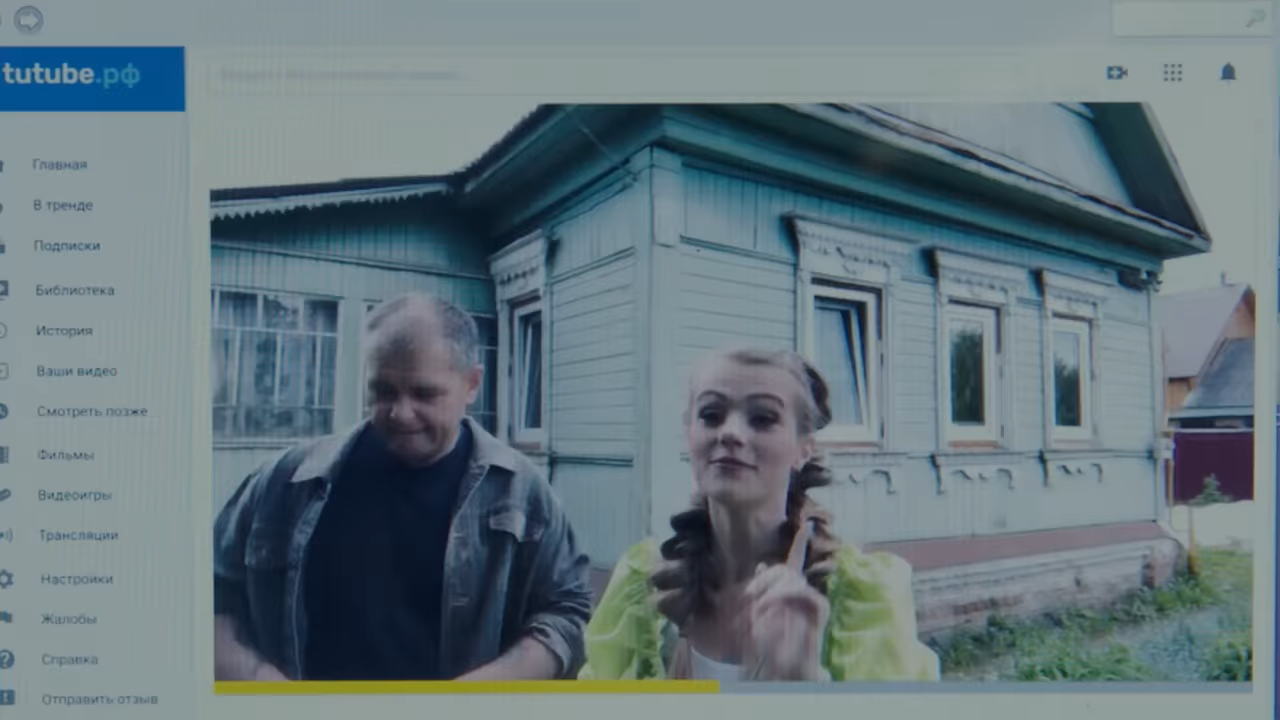 tutube.рф
Главная
В тренде
Подписки
Библиотека
История
Ваши видео
Смотреть позже
Фильмы
Видеоигры
Трансляции
Настройки
Жалобы
Справка
Отправить отзыв